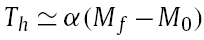 T_h ≃ α(M_f − M_0)